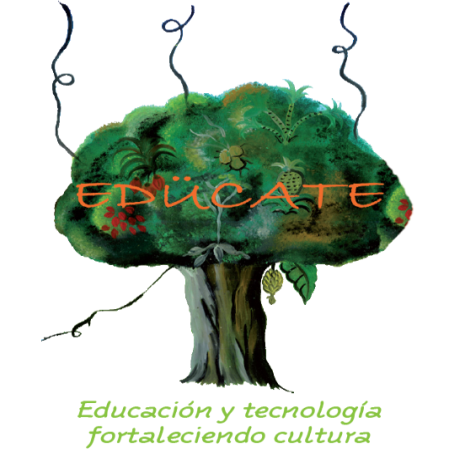 EDÜCATE
Educación y tecnología
fortaleciendo cultura